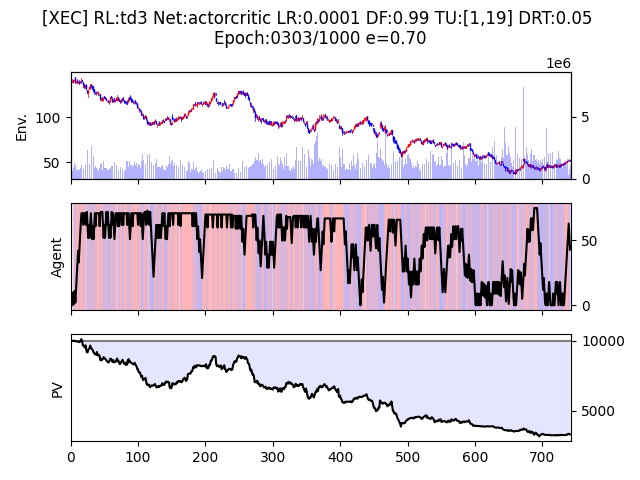 [XEC] RL:td3 Net:actorcritic LR:0.0001 DF:0.99 TU:[1,19] DRT:0.05
Epoch:0303/1000 e=0.70
1e6
Env.
100
50
5
0
Agent
50
0
PV
10000
5000
0 100 200 300 400 500 600 700